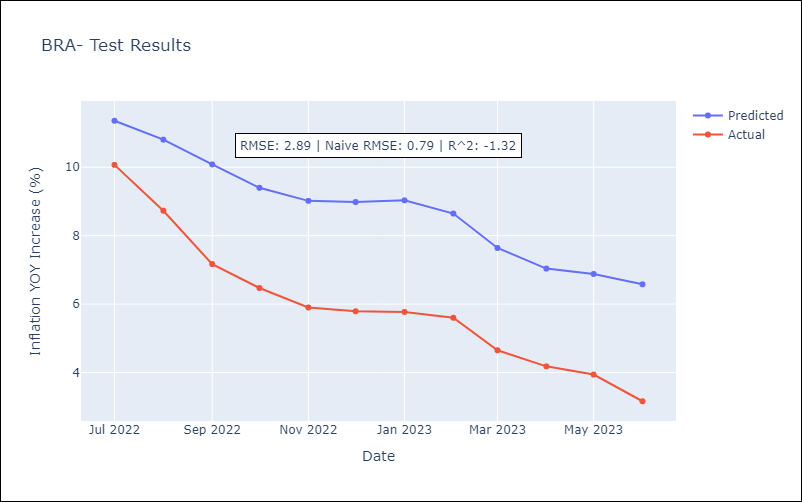 BRA- Test Results
Predicted
Actual
RMSE: 2.89 | Naive RMSE: 0.79 | R^2: -1.32
Inflation YOY Increase (%)
10
8
6
4
Jul 2022 Sep 2022 Nov 2022 Jan 2023 Mar 2023 May 2023
Date